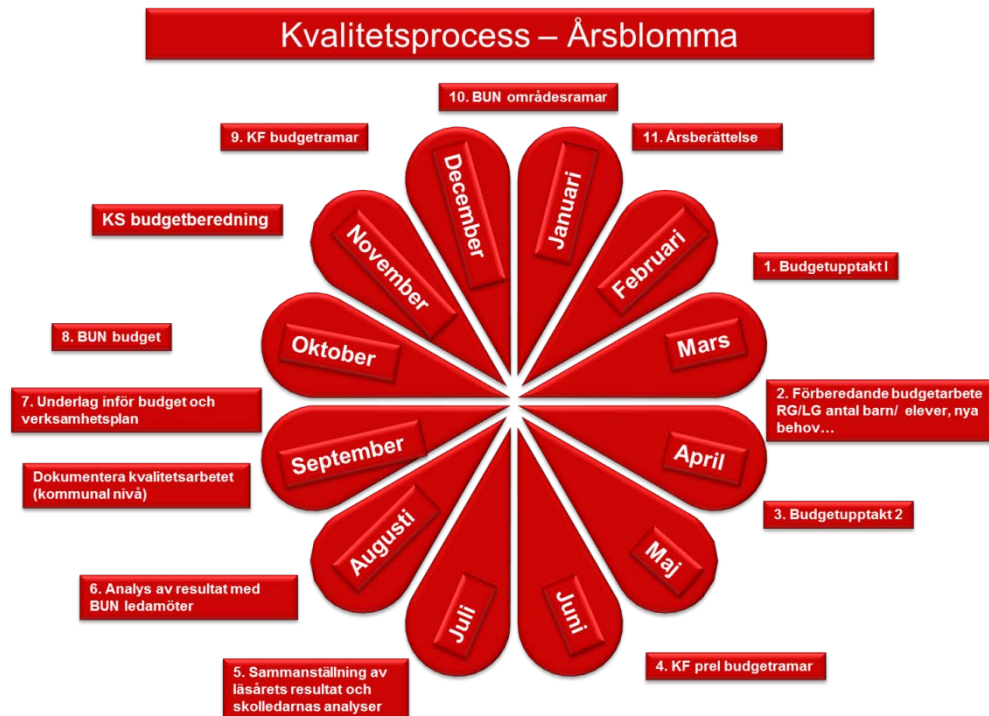 Kvalitetsprocess – Årsblomma
10. BUN områdesramar
9. KF budgetramar
11. Årsberättelse
KS budgetberedning
1. Budgetupptakt I
8. BUN budget
7. Underlag inför budget och
verksamhetsplan
2. Förberedande budgetarbete
RG/LG antal barn/ elever, nya
behov…
Dokumentera kvalitetsarbetet
(kommunal nivå)
3. Budgetupptakt 2
6. Analys av resultat med
BUN ledamöter
4. KF prel budgetramar
5. Sammanställning av
läsårets resultat och
skolledarnas analyser
Januari
Februari
Mars
April
Maj
Juni
Juli
Augusti
September
Oktober
November
December